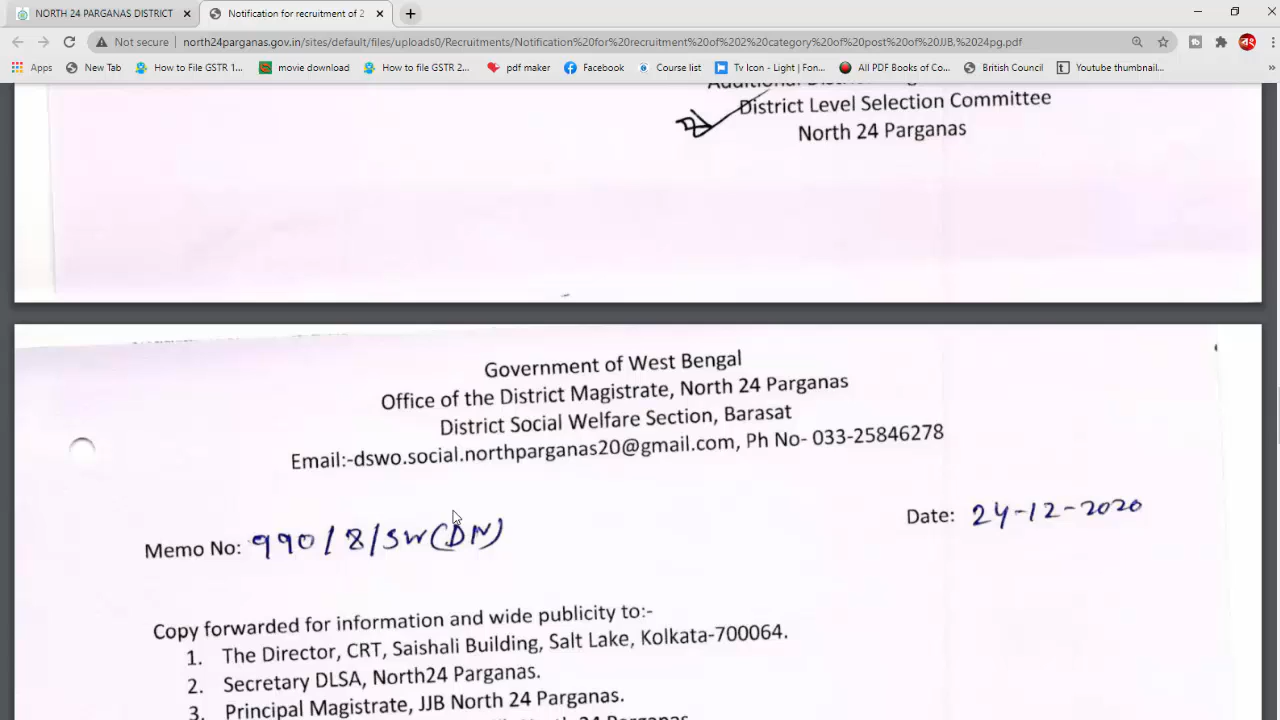 NORTH 24 PARGANAS DISTRICT
Notification for recruitment of 2
Not secure
north24parganas.gov.in/sites/default/files/uploads0/Recruitments/Notification%20for%20recruitment%20of%202%20category%20of%20post%20of%20JJB,%2024pg.pdf
Apps New Tab How to File GSTR 1... movie download How to file GSTR 2... pdf maker Facebook Course list Tv Icon - Light | Fon... All PDF Books of Co... British Council Youtube thumbnail... »
Additional
District Level Selection Committee
North 24 Parganas
Government of West Bengal
Office of the District Magistrate, North 24 Parganas
District Social Welfare Section, Barasat
Email:-dswo.social.northparganas20@gmail.com, Ph No- 033-25846278
Memo No: 990/8/SW(DN)
Date: 24-12-2020
Copy forwarded for information and wide publicity to:-
1. The Director, CRT, Saishali Building, Salt Lake, Kolkata-700064.
2. Secretary DLSA, North24 Parganas.
3. Principal Magistrate, JJB North 24 Parganas.
North 24 Parganas